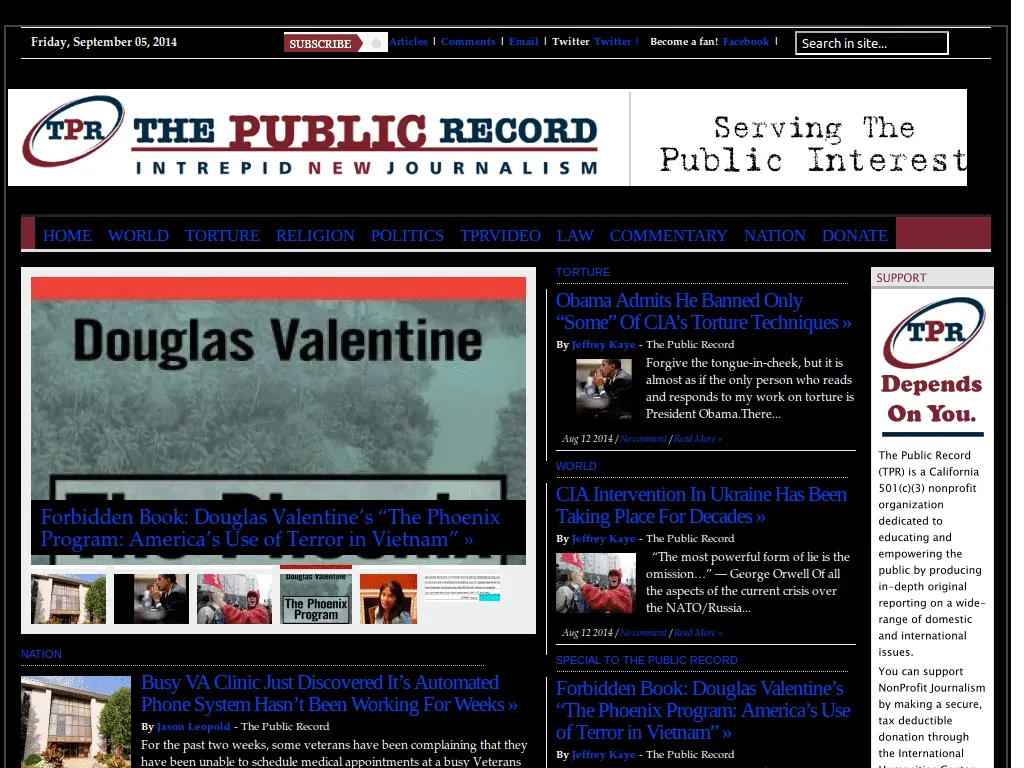 Friday, September 05, 2014
SUBSCRIBE Articles | Comments | Email | Twitter Twitter | Become a fan! Facebook |
Search in site...
TPR THE PUBLIC RECORD
INTREPID NEW JOURNALISM
Serving The
Public Interest
HOME WORLD TORTURE RELIGION POLITICS TPRVIDEO LAW COMMENTARY NATION DONATE
Douglas Valentine
The Phoenix
Forbidden Book: Douglas Valentine's “The Phoenix
Program: America's Use of Terror in Vietnam” »
Douglas Valentine
The Phoenix
Program
NATION
Busy VA Clinic Just Discovered It's Automated
Phone System Hasn't Been Working For Weeks »
By Jason Leopold - The Public Record
For the past two weeks, some veterans have been complaining that they
have been unable to schedule medical appointments at a busy Veterans
TORTURE
Obama Admits He Banned Only
“Some” Of CIA's Torture Techniques »
By Jeffrey Kaye - The Public Record
Forgive the tongue-in-cheek, but it is
almost as if the only person who reads
and responds to my work on torture is
President Obama.There...
Aug 12 2014 / No comment / Read More »
WORLD
CIA Intervention In Ukraine Has Been
Taking Place For Decades »
By Jeffrey Kaye - The Public Record
“The most powerful form of lie is the
omission…” — George Orwell Of all
the aspects of the current crisis over
the NATO/Russia...
Aug 12 2014 / No comment / Read More »
SPECIAL TO THE PUBLIC RECORD
Forbidden Book: Douglas Valentine's
“The Phoenix Program: America's Use
of Terror in Vietnam” »
By Jeffrey Kaye - The Public Record
SUPPORT
TPR
Depends
On You.
The Public Record
(TPR) is a California
501(c)(3) nonprofit
organization
dedicated to
educating and
empowering the
public by producing
in-depth original
reporting on a wide-
range of domestic
and international
issues.
You can support
NonProfit Journalism
by making a secure,
tax deductible
donation through
the International
Humanities Center